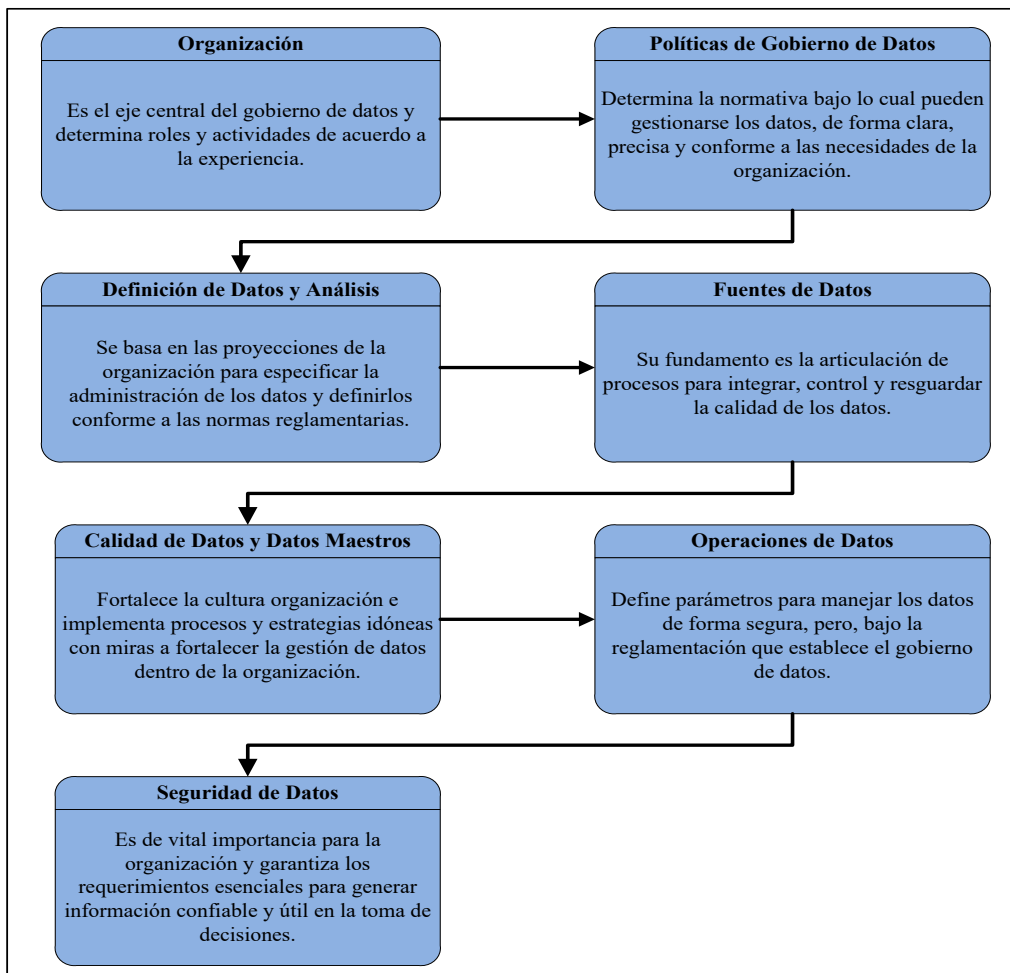 Organización
Es el eje central del gobierno de datos y
determina roles y actividades de acuerdo a
la experiencia.
Políticas de Gobierno de Datos
Determina la normativa bajo lo cual pueden
gestionarse los datos, de forma clara,
precisa y conforme a las necesidades de la
organización.
Definición de Datos y Análisis
Se basa en las proyecciones de la
organización para especificar la
administración de los datos y definirlos
conforme a las normas reglamentarias.
Fuentes de Datos
Su fundamento es la articulación de
procesos para integrar, control y resguardar
la calidad de los datos.
Calidad de Datos y Datos Maestros
Fortalece la cultura organización e
implementa procesos y estrategias idóneas
con miras a fortalecer la gestión de datos
dentro de la organización.
Operaciones de Datos
Define parámetros para manejar los datos
de forma segura, pero, bajo la
reglamentación que establece el gobierno
de datos.
Seguridad de Datos
Es de vital importancia para la
organización y garantiza los
requerimientos esenciales para generar
información confiable y útil en la toma de
decisiones.